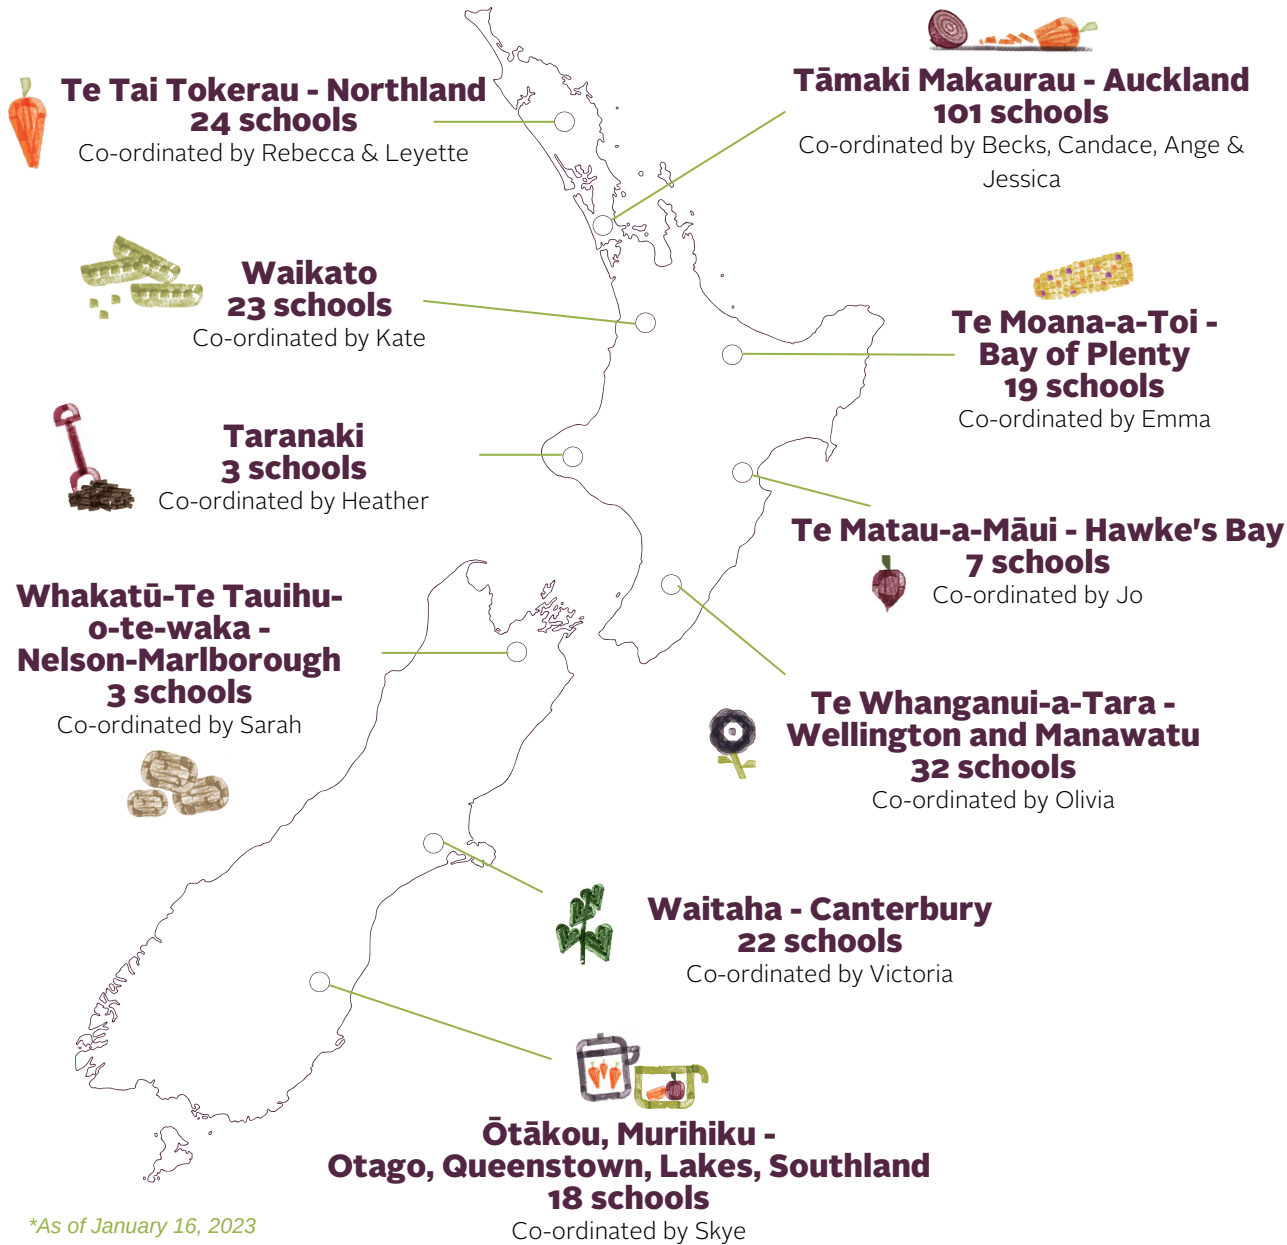 Te Tai Tokerau - Northland
24 schools
Co-ordinated by Rebecca & Leyette
Tāmaki Makaurau - Auckland
101 schools
Co-ordinated by Becks, Candace, Ange &
Jessica
Waikato
23 schools
Co-ordinated by Kate
Te Moana-a-Toi -
Bay of Plenty
19 schools
Co-ordinated by Emma
Taranaki
3 schools
Co-ordinated by Heather
Te Matau-a-Māui - Hawke's Bay
7 schools
Co-ordinated by Jo
Whakatū-Te Tauihu-
o-te-waka -
Nelson-Marlborough
3 schools
Co-ordinated by Sarah
Te Whanganui-a-Tara -
Wellington and Manawatu
32 schools
Co-ordinated by Olivia
Waitaha - Canterbury
22 schools
Co-ordinated by Victoria
Ōtākou, Murihiku -
Otago, Queenstown, Lakes, Southland
18 schools
Co-ordinated by Skye
*As of January 16, 2023